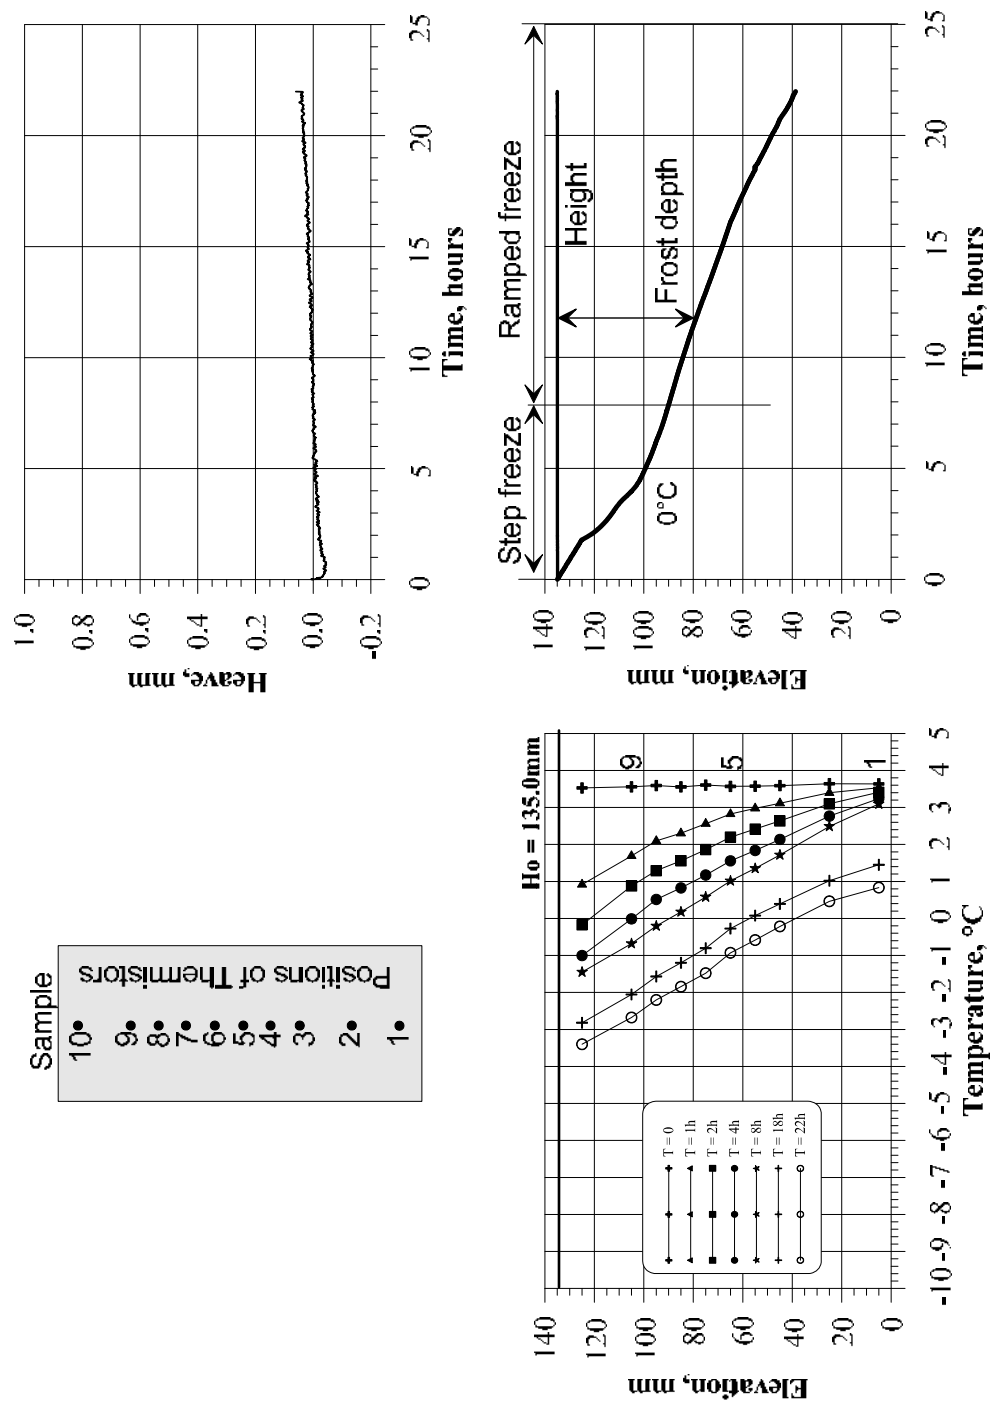 Sample
10
9
8
7
6
5
4
3
2
1
Positions of Thermistors
1.0
0.8
0.6
0.4
0.2
0.0
-0.2
Heave, mm
0 5 10 15 20 25
Time, hours
Ho = 135.0mm
9
5
1
T = 0
T = 1h
T = 2h
T = 4h
T = 8h
T = 18h
T = 22h
140
120
100
80
60
40
20
0
Elevation, mm
-10 -9 -8 -7 -6 -5 -4 -3 -2 -1 0 1 2 3 4 5
Temperature, °C
Step freeze Ramped freeze
Height
Frost depth
0°C
140
120
100
80
60
40
20
0
Elevation, mm
0 5 10 15 20 25
Time, hours